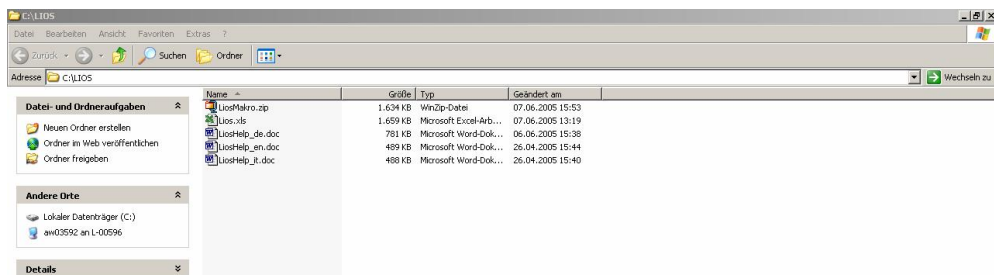 C:\LIOS
Datei Bearbeiten Ansicht Favoriten Extras ?
Zurück Suchen Ordner
Adresse C:\LIOS Wechseln zu
Datei- und Ordneraufgaben
Neuen Ordner erstellen
Ordner im Web veröffentlichen
Ordner freigeben
Andere Orte
Lokaler Datenträger (C:)
aw03592 an L-00596
Details
Name Größe Typ Geändert am
LiosMakro.zip 1.634 KB WinZip-Datei 07.06.2005 15:53
Lios.xls 1.659 KB Microsoft Excel-Arb... 07.06.2005 13:19
LiosHelp_de.doc 781 KB Microsoft Word-Dok... 06.06.2005 15:38
LiosHelp_en.doc 489 KB Microsoft Word-Dok... 26.04.2005 15:44
LiosHelp_it.doc 488 KB Microsoft Word-Dok... 26.04.2005 15:40